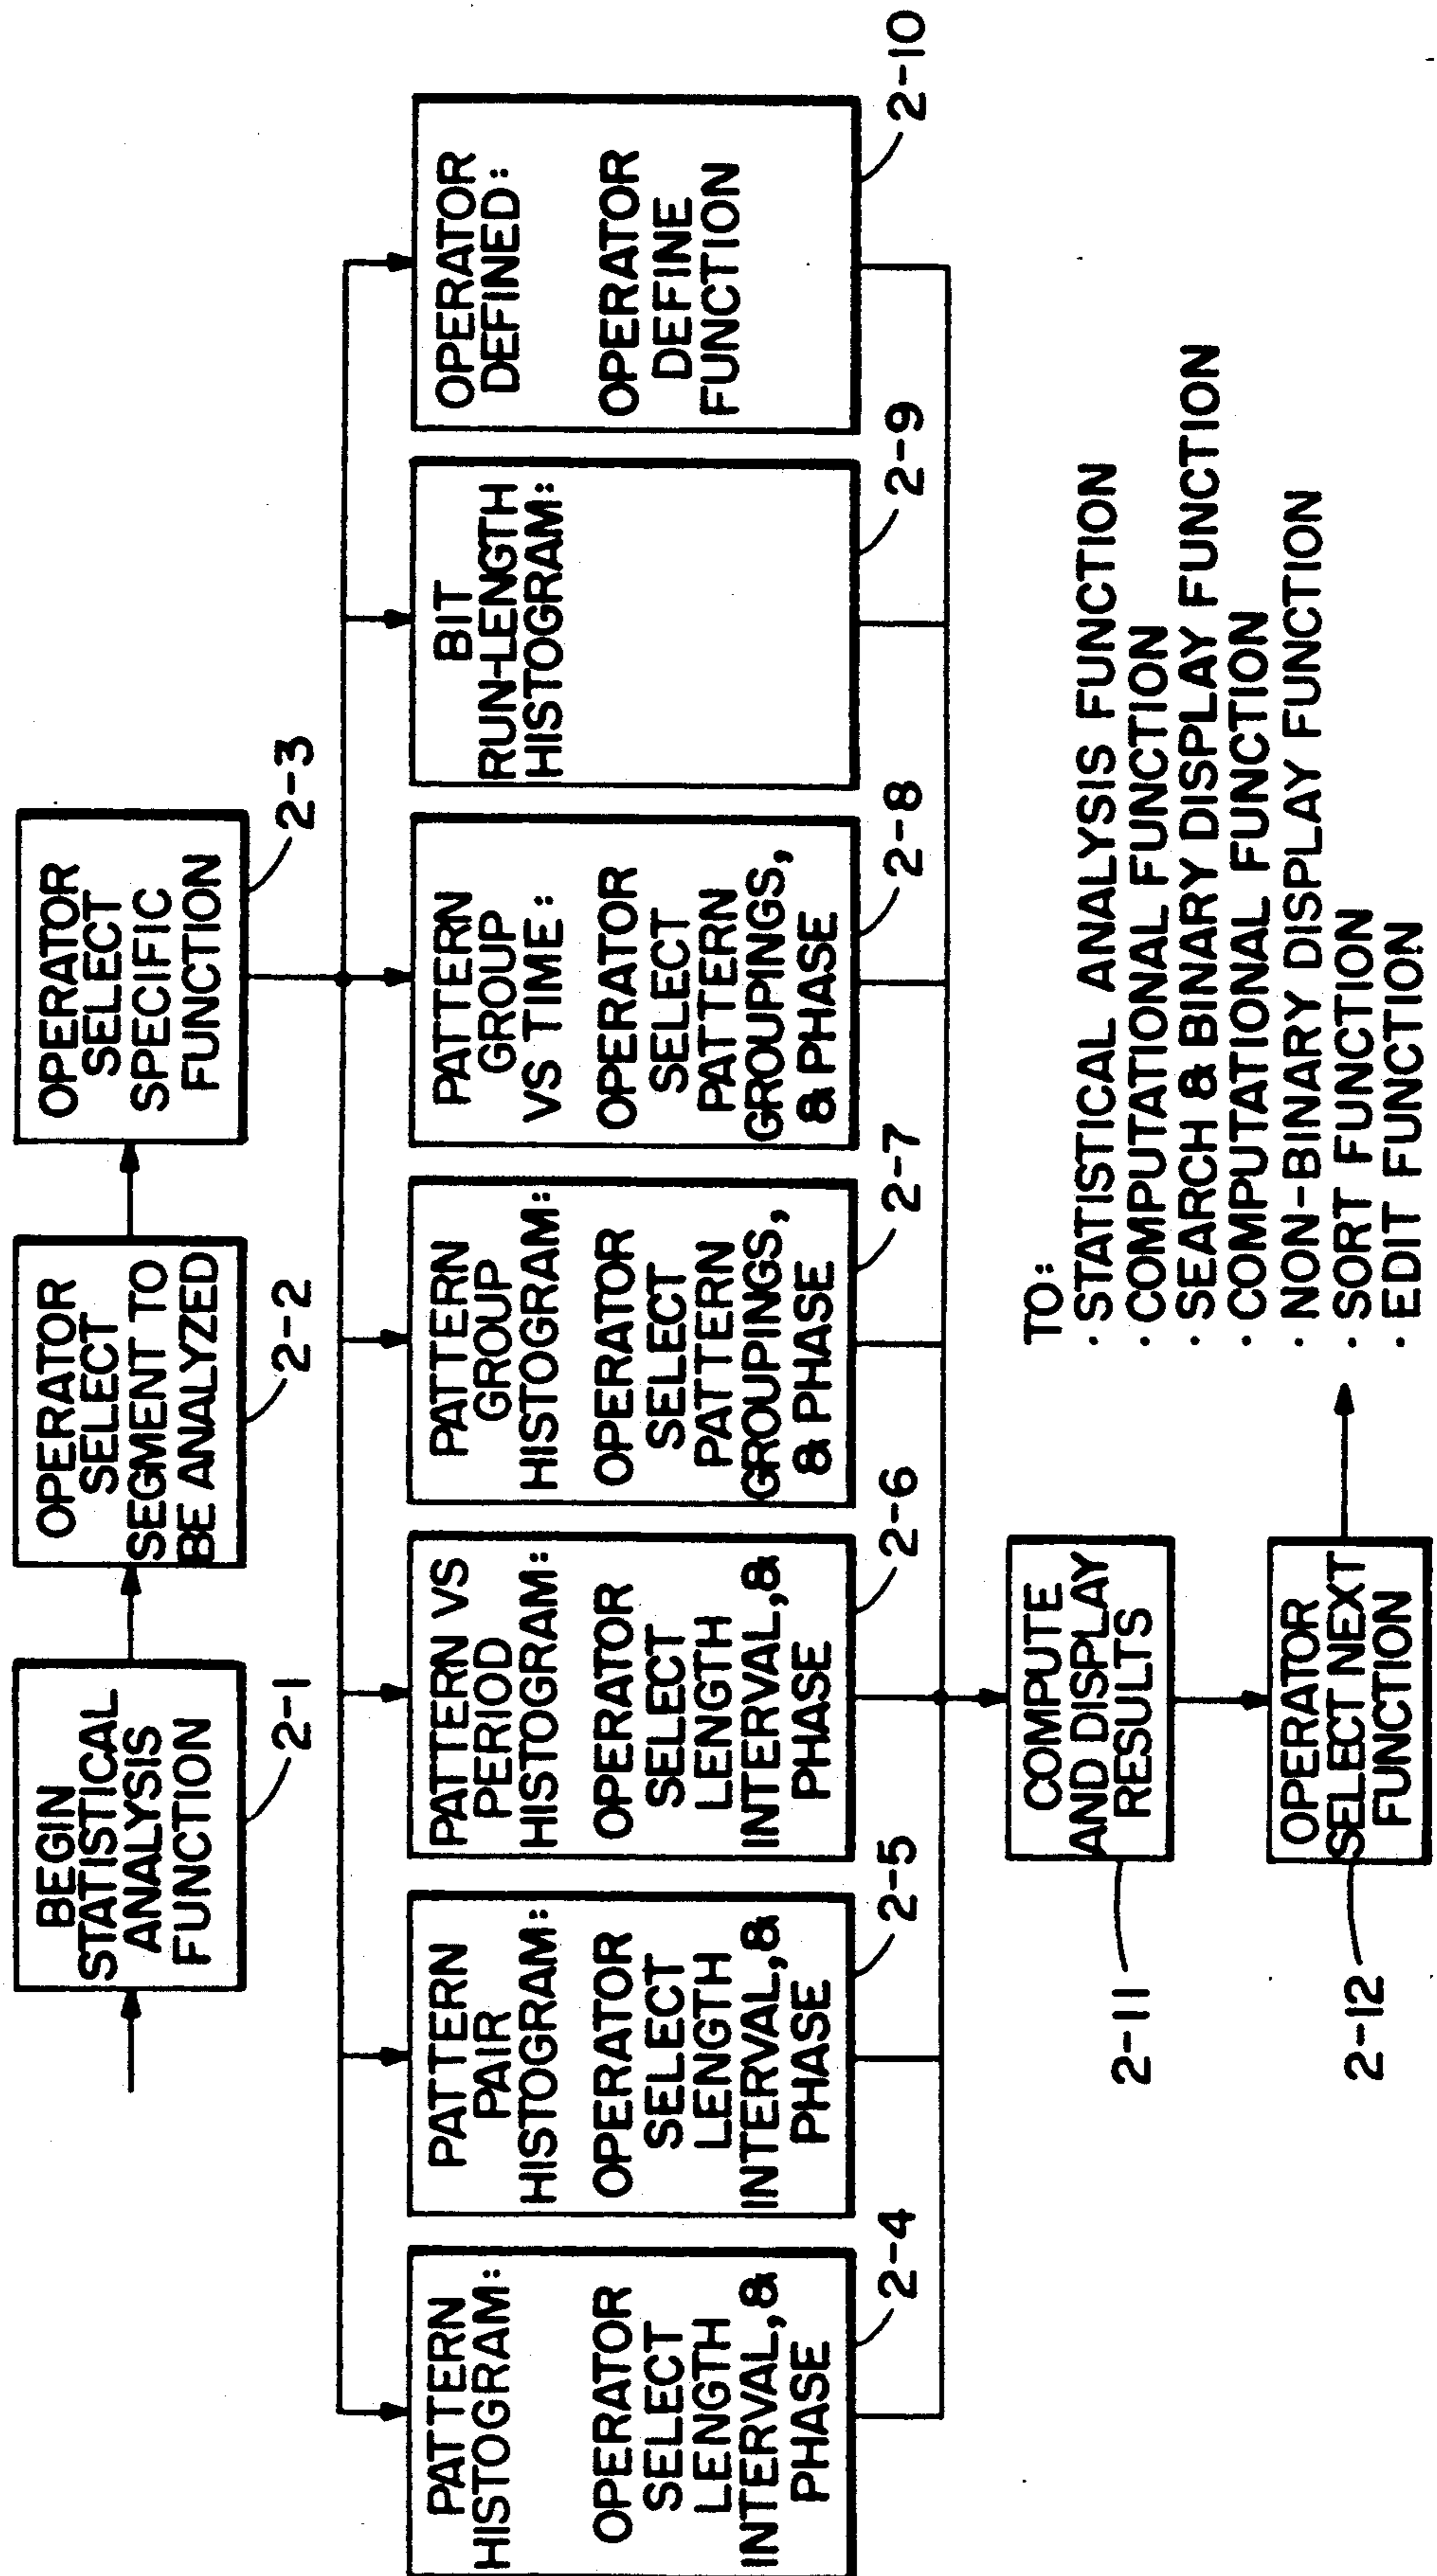 BEGIN
STATISTICAL
ANALYSIS
FUNCTION
2-1
OPERATOR
SELECT
SEGMENT TO
BE ANALYZED
2-2
OPERATOR
SELECT
SPECIFIC
FUNCTION
2-3
PATTERN
HISTOGRAM:
OPERATOR
SELECT
LENGTH
INTERVAL,&
PHASE
2-4
PATTERN
PAIR
HISTOGRAM:
OPERATOR
SELECT
LENGTH
INTERVAL,&
PHASE
2-5
PATTERN VS
PERIOD
HISTOGRAM:
OPERATOR
SELECT
LENGTH
INTERVAL,&
PHASE
2-6
PATTERN
GROUP
HISTOGRAM:
OPERATOR
SELECT
PATTERN
GROUPINGS,
& PHASE
2-7
PATTERN
GROUP
VS TIME:
OPERATOR
SELECT
PATTERN
GROUPINGS,
& PHASE
2-8
BIT
RUN-LENGTH
HISTOGRAM:
2-9
OPERATOR
DEFINED:
OPERATOR
DEFINE
FUNCTION
2-10
COMPUTE
AND DISPLAY
RESULTS
2-11
OPERATOR
SELECT NEXT
FUNCTION
2-12
TO:
· STATISTICAL ANALYSIS FUNCTION
· COMPUTATIONAL FUNCTION
· SEARCH & BINARY DISPLAY FUNCTION
· COMPUTATIONAL FUNCTION
· NON-BINARY DISPLAY FUNCTION
· SORT FUNCTION
· EDIT FUNCTION